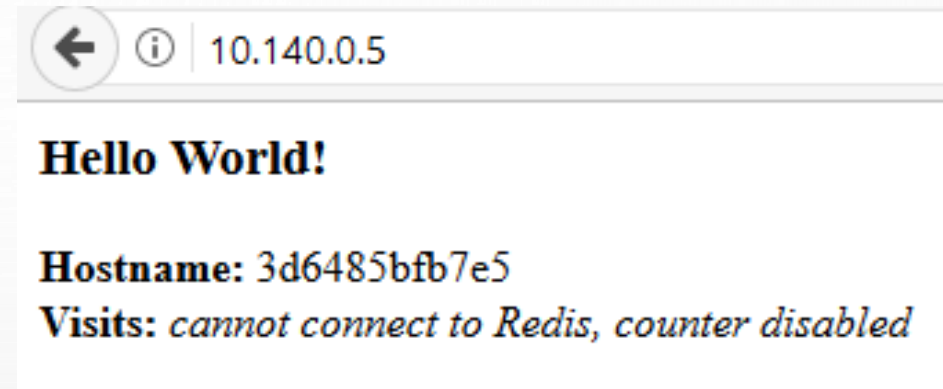 10.140.0.5
Hello World!
Hostname: 3d6485bfb7e5
Visits: cannot connect to Redis, counter disabled